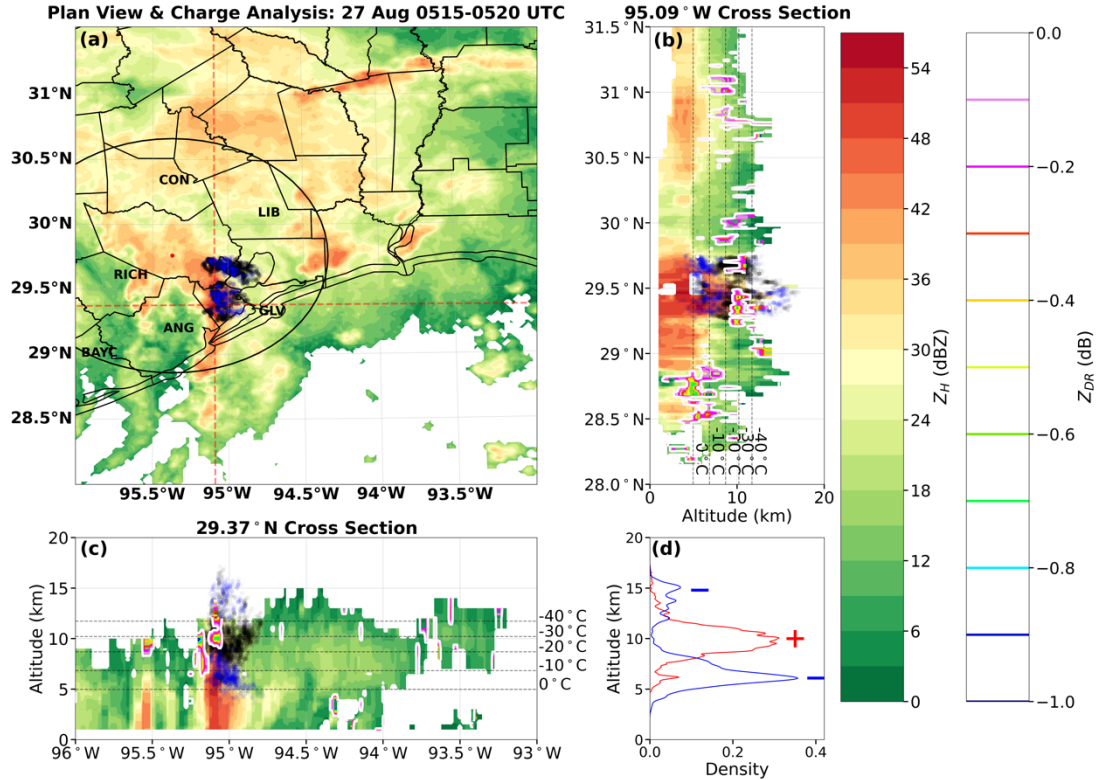 Plan View & Charge Analysis: 27 Aug 0515-0520 UTC
(a)
31°N
30.5°N
30°N
29.5°N
29°N
28.5°N
CON
LIB
RICH
GLV
ANG
BAYC
95.5°W 95°W 94.5°W 94°W 93.5°W
95.09°W Cross Section
(b)
31.5°N
31°N
30.5°N
30°N
29.5°N
29°N
28.5°N
28.0°N
0°C
-10°C
-20°C
-30°C
-40°C
0 10 20
Altitude (km)
54
48
42
36
30
24
18
12
6
0
Z_H (dBZ)
0.0
−0.2
−0.4
−0.6
−0.8
−1.0
Z_DR (dB)
29.37°N Cross Section
(c)
Altitude (km)
20
15
10
5
0
-40°C
-30°C
-20°C
-10°C
0°C
96°W 95.5°W 95°W 94.5°W 94°W 93.5°W 93°W
(d)
Altitude (km)
20
15
10
5
0
−
+
−
0.0 0.2 0.4
Density